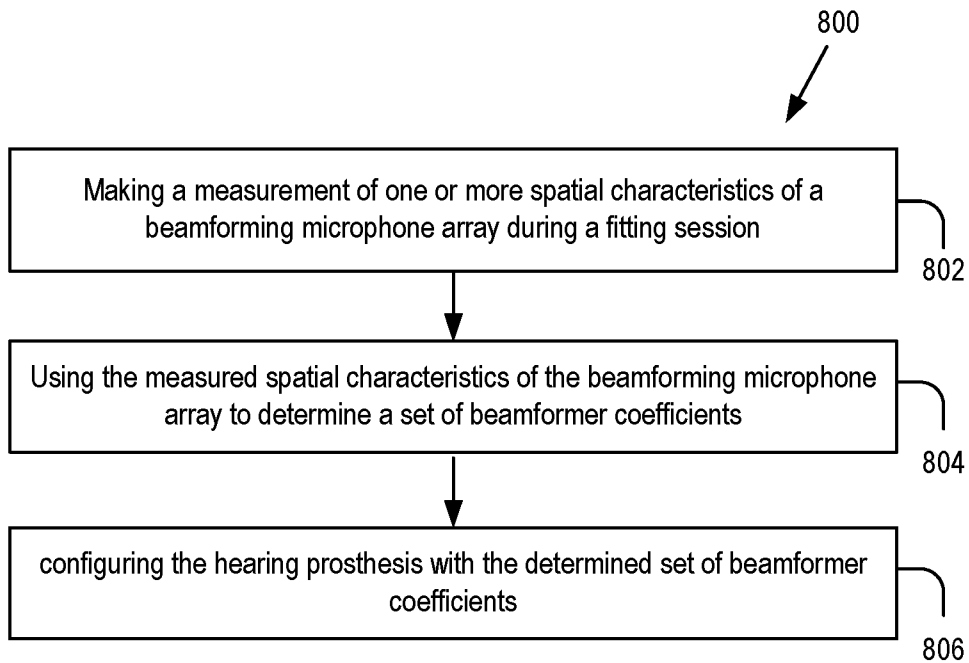 800
Making a measurement of one or more spatial characteristics of a
beamforming microphone array during a fitting session
802
Using the measured spatial characteristics of the beamforming microphone
array to determine a set of beamformer coefficients
804
configuring the hearing prosthesis with the determined set of beamformer
coefficients
806